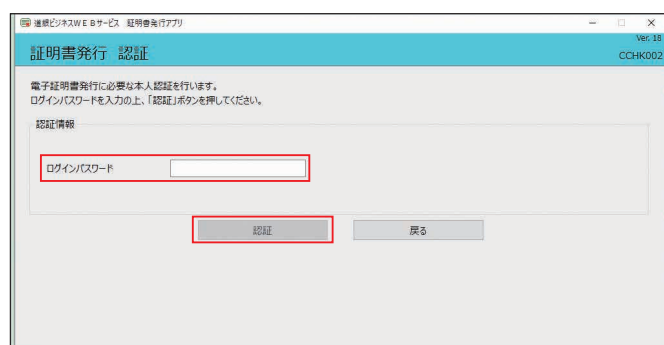 道銀ビジネスWEBサービス 証明書発行アプリ
Ver. 18
証明書発行 認証
CCHK002
電子証明書発行に必要な本人認証を行います。
ログインパスワードを入力の上、「認証」ボタンを押してください。
認証情報
ログインパスワード
認証
戻る